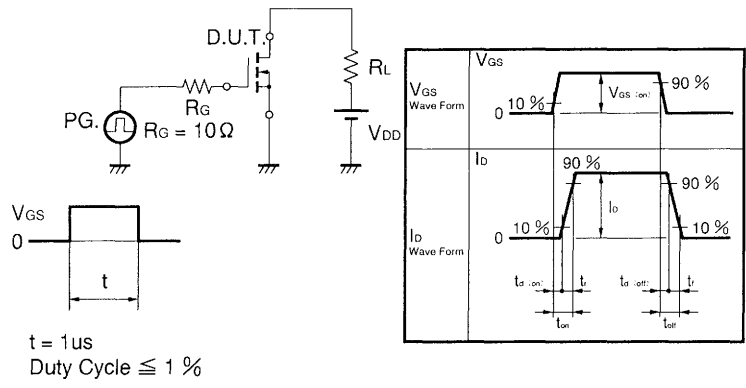 D.U.T.
RL
RG
PG.
RG = 10Ω
VDD
VGS
0
t
t = 1us
Duty Cycle ≦ 1 %
VGS
Wave Form
VGS
10 %
0
VGS (on)
90 %
ID
Wave Form
ID
90 %
10 %
0
ID
90 %
10 %
td (on) tr td (off) tf
ton toff